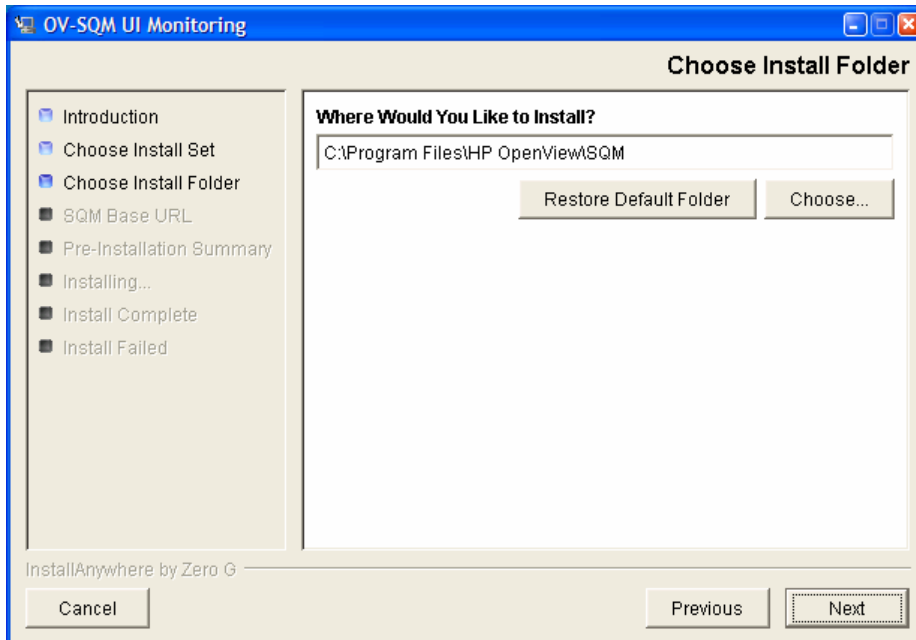 OV-SQM UI Monitoring
Choose Install Folder
Introduction
Choose Install Set
Choose Install Folder
SQM Base URL
Pre-Installation Summary
Installing...
Install Complete
Install Failed
Where Would You Like to Install?
C:\Program Files\HP OpenView\SQM
Restore Default Folder
Choose...
InstallAnywhere by Zero G
Cancel
Previous
Next